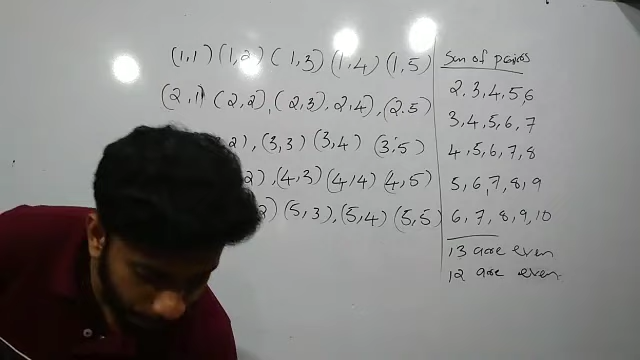 (1,1) (1,2) (1,3) (1,4) (1,5)
(2,1) (2,2), (2,3), 2,4), (2.5)
2), (3,3) (3,4) (3,5)
2), (4,3) (4,4) (4,5)
2) (5,3), (5,4) (5,5)
Sum of pairs
2,3,4,5,6
3,4,5,6,7
4,5,6,7,8
5,6,7,8,9
6,7,8,9,10
13 are even
12 are even